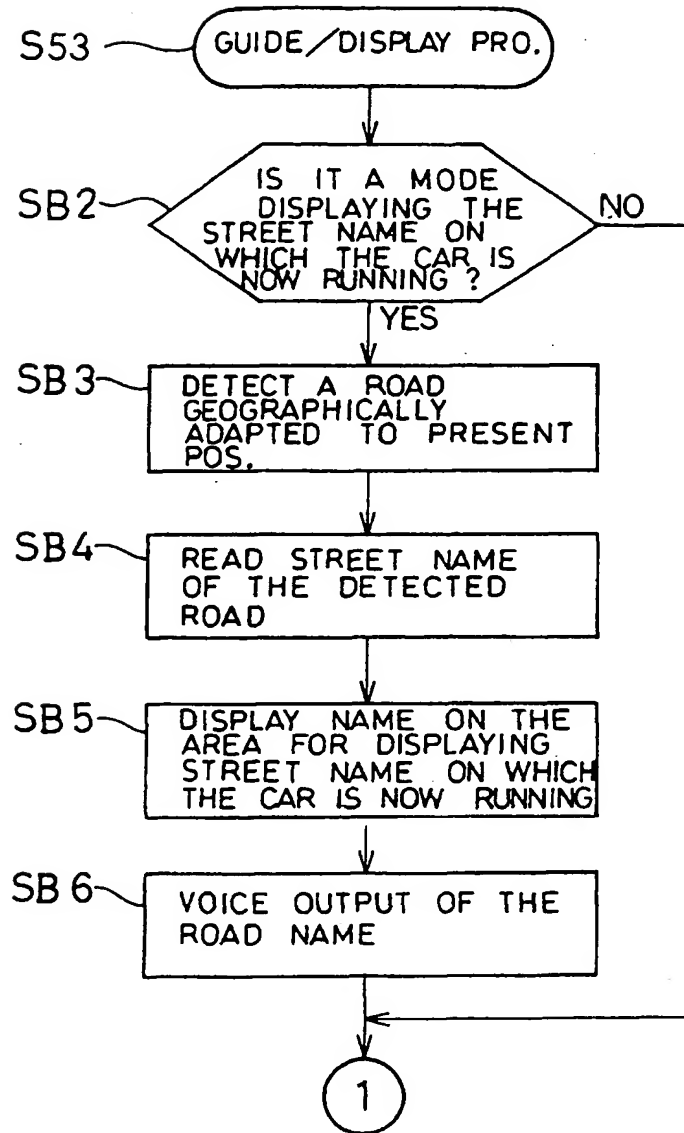 S53
GUIDE/DISPLAY PRO.
SB2
IS IT A MODE
DISPLAYING THE
STREET NAME ON
WHICH THE CAR IS
NOW RUNNING?
NO
YES
SB3
DETECT A ROAD
GEOGRAPHICALLY
ADAPTED TO PRESENT
POS.
SB4
READ STREET NAME
OF THE DETECTED
ROAD
SB5
DISPLAY NAME ON THE
AREA FOR DISPLAYING
STREET NAME ON WHICH
THE CAR IS NOW RUNNING
SB6
VOICE OUTPUT OF THE
ROAD NAME
1